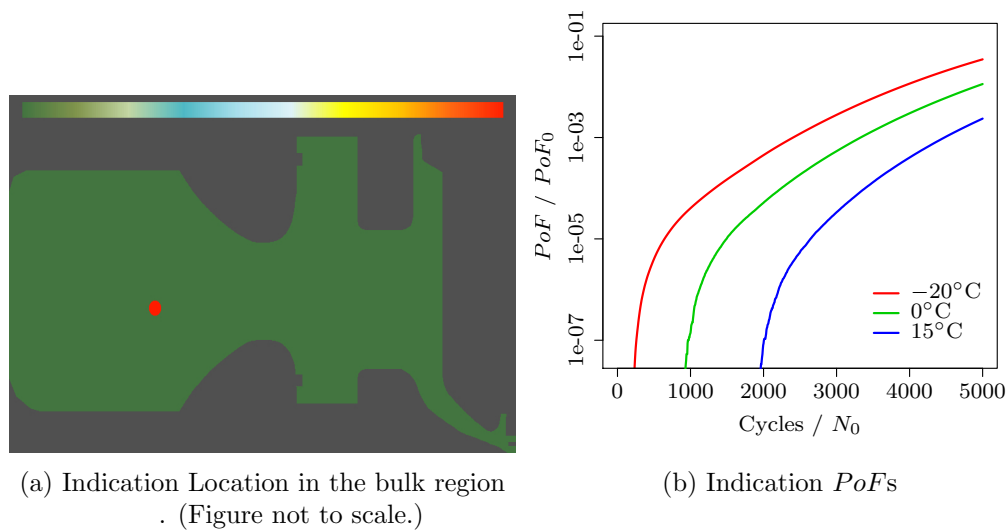 1e-01
1e-03
1e-05
1e-07
PoF / PoF₀
−20°C
0°C
15°C
0 1000 2000 3000 4000 5000
Cycles / N₀
(a) Indication Location in the bulk region
. (Figure not to scale.)
(b) Indication PoFs